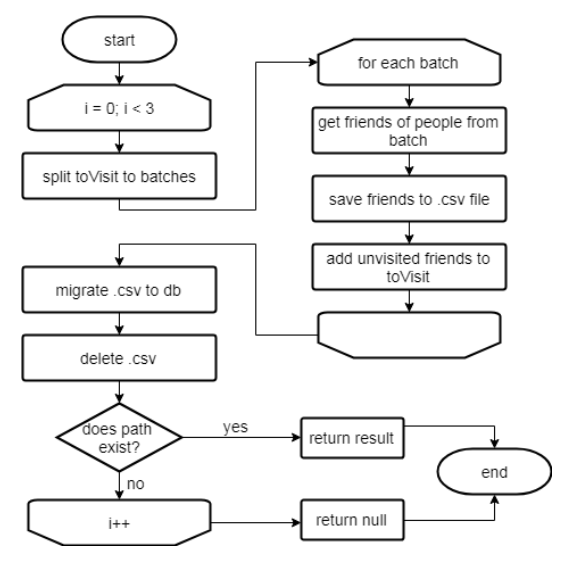 start
i = 0; i < 3
split toVisit to batches
for each batch
get friends of people from
batch
save friends to .csv file
add unvisited friends to
toVisit
migrate .csv to db
delete .csv
does path
exist?
yes
return result
end
no
i++
return null